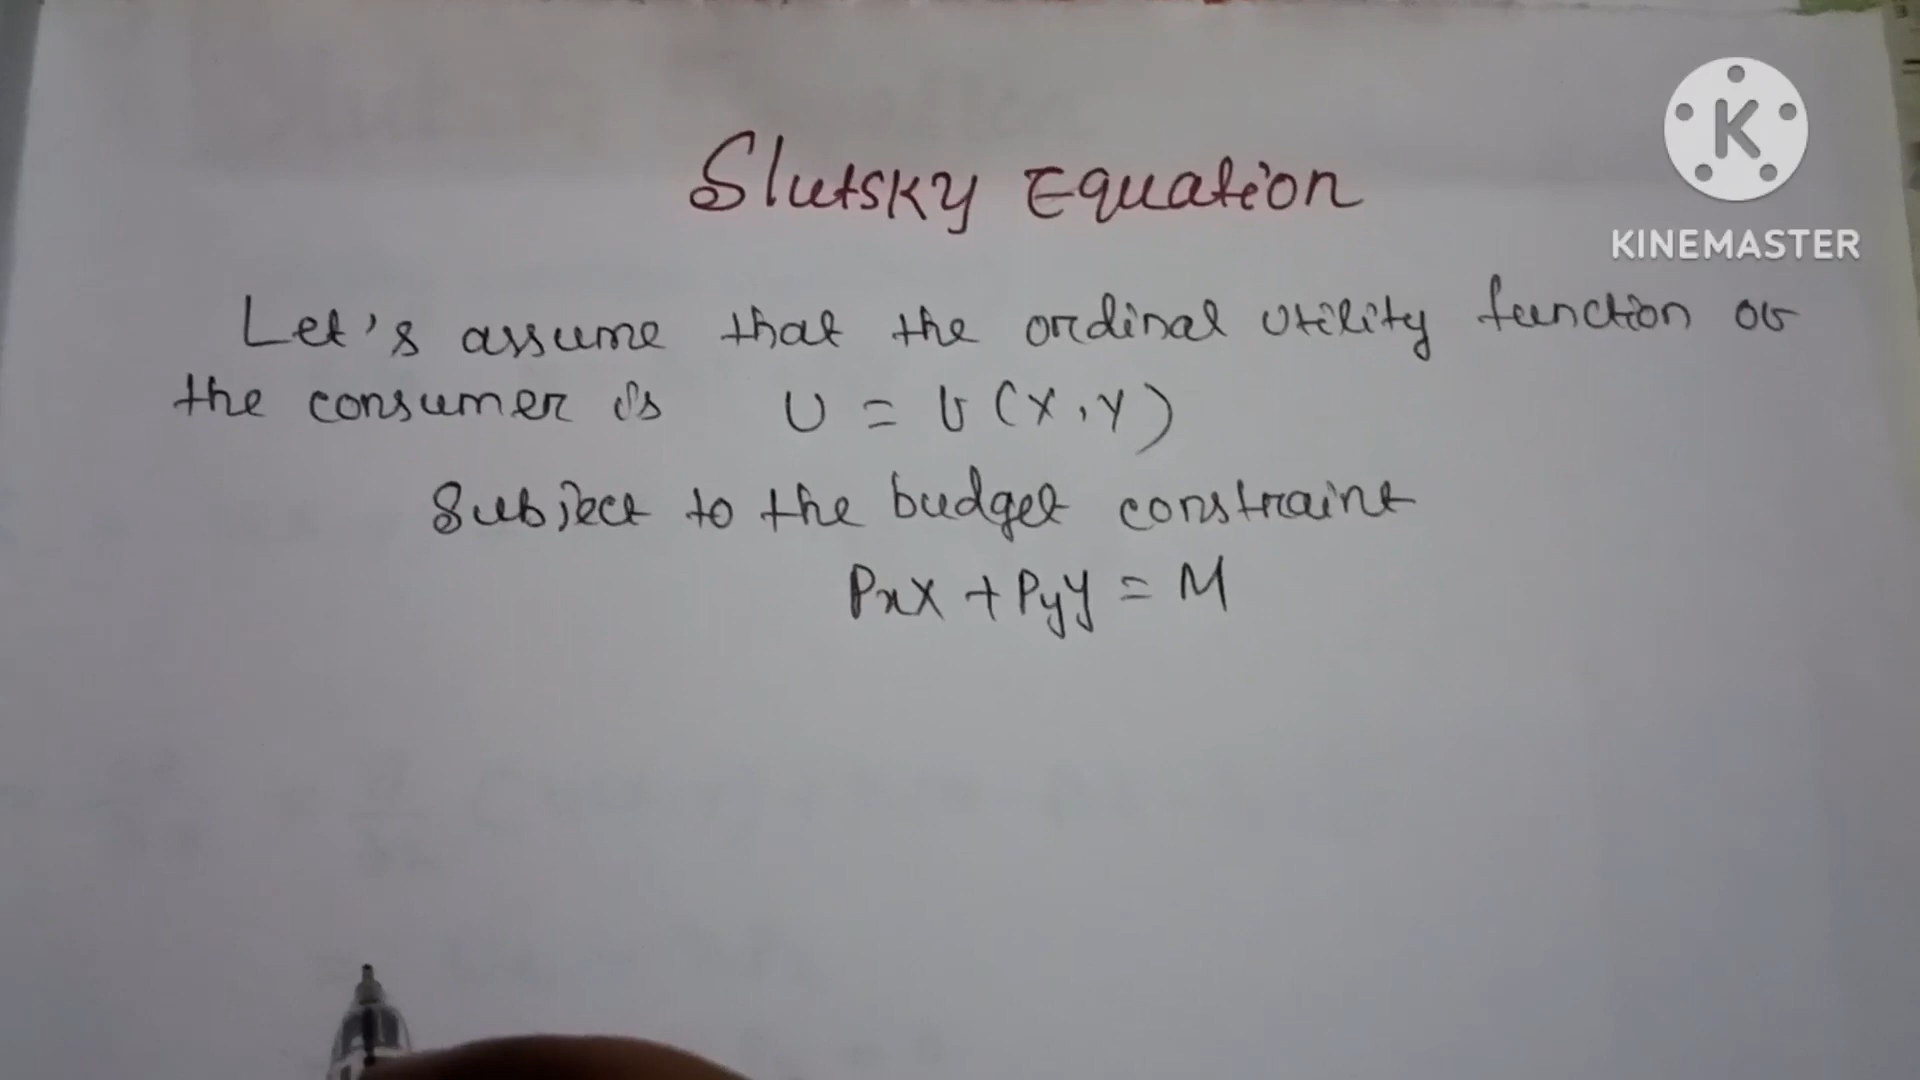 Slutsky Equation
KINEMASTER
Let's assume that the ordinal utility function of
the consumer is U = f(X,Y)
Subject to the budget constraint
PxX + PyY = M